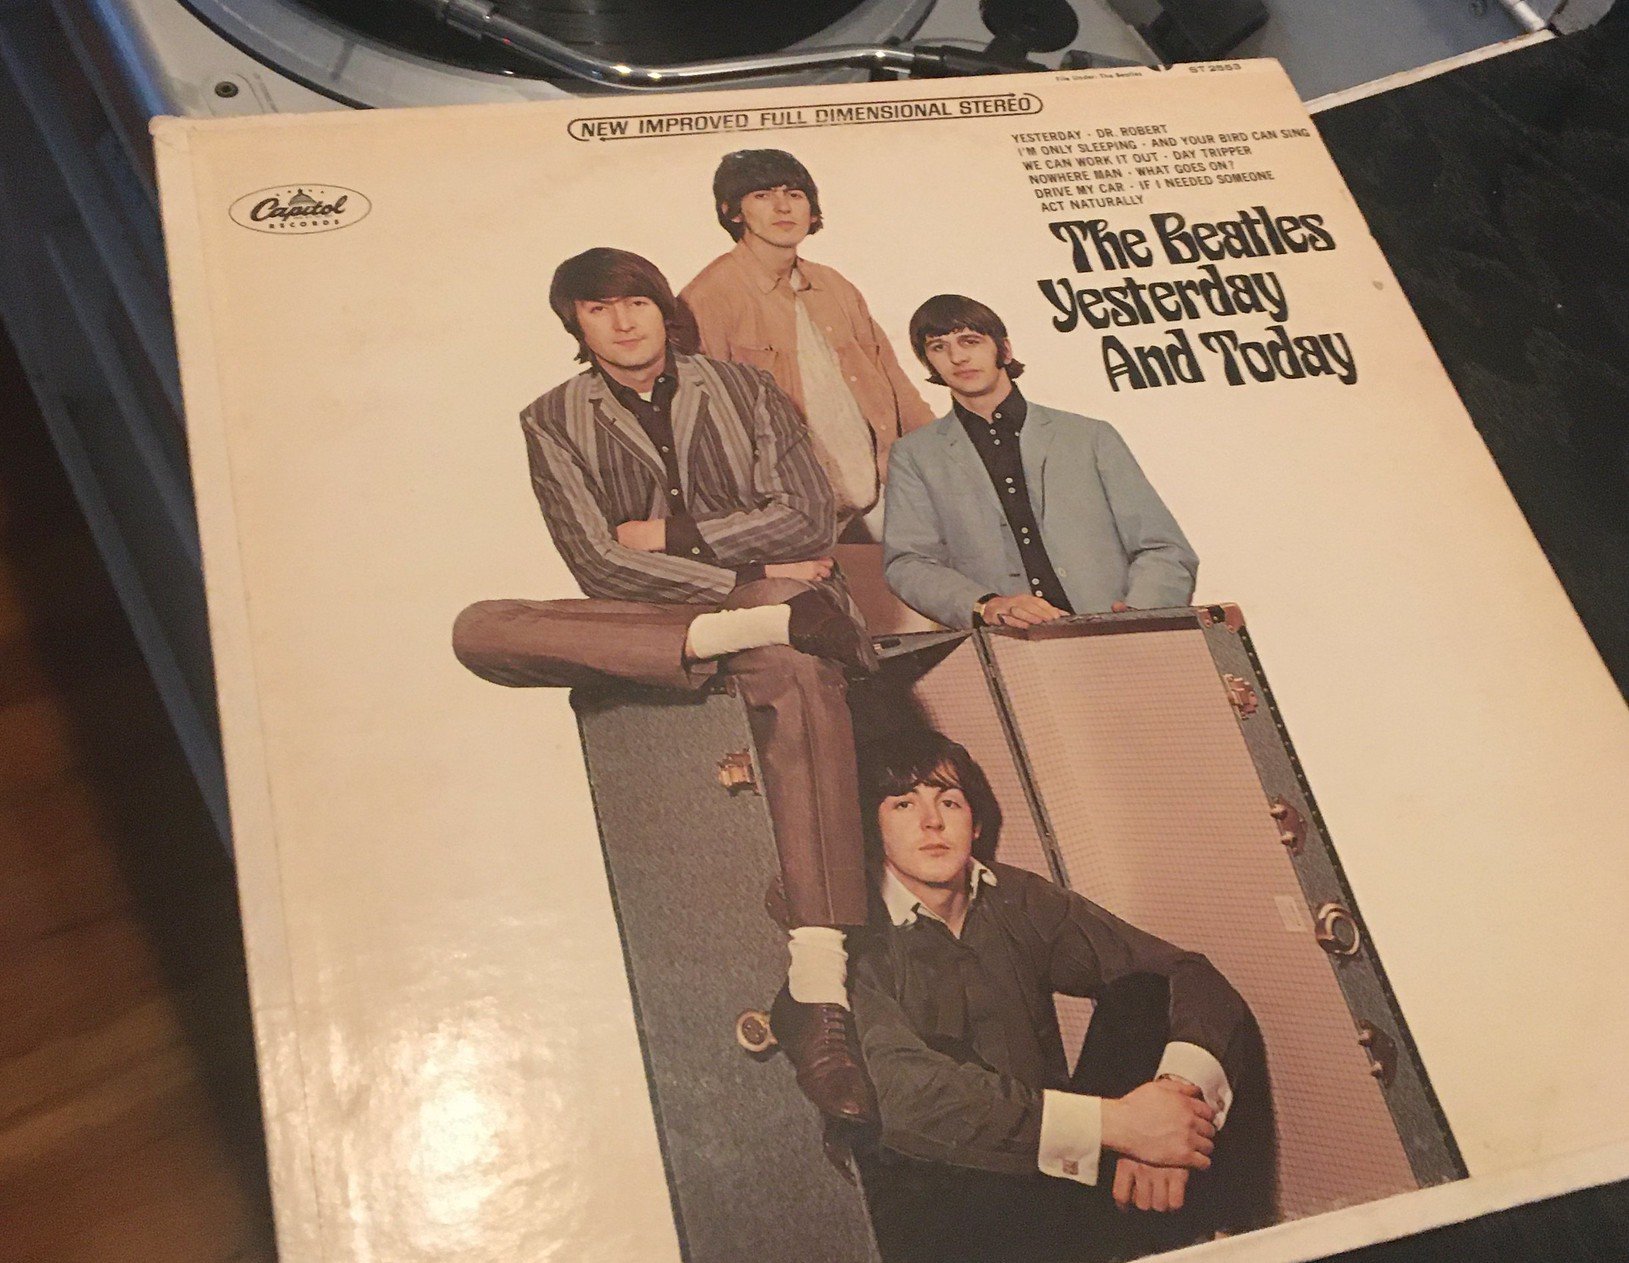 File Under: The Beatles
ST 2553
NEW IMPROVED FULL DIMENSIONAL STEREO
Capitol
RECORDS
YESTERDAY · DR. ROBERT
I'M ONLY SLEEPING · AND YOUR BIRD CAN SING
WE CAN WORK IT OUT · DAY TRIPPER
NOWHERE MAN · WHAT GOES ON?
DRIVE MY CAR · IF I NEEDED SOMEONE
ACT NATURALLY
The Beatles
Yesterday
And Today